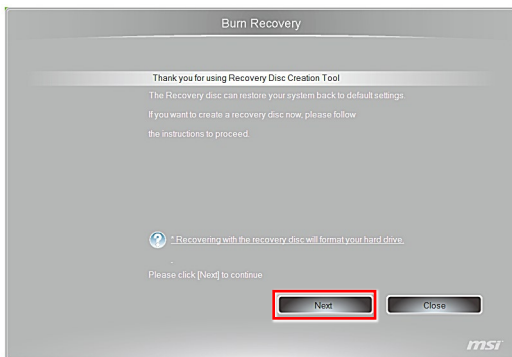 Burn Recovery
Thank you for using Recovery Disc Creation Tool
The Recovery disc can restore your system back to default settings.
If you want to create a recovery disc now, please follow
the instructions to proceed.
* Recovering with the recovery disc will format your hard drive.
.
Please click [Next] to continue
Next Close
msi